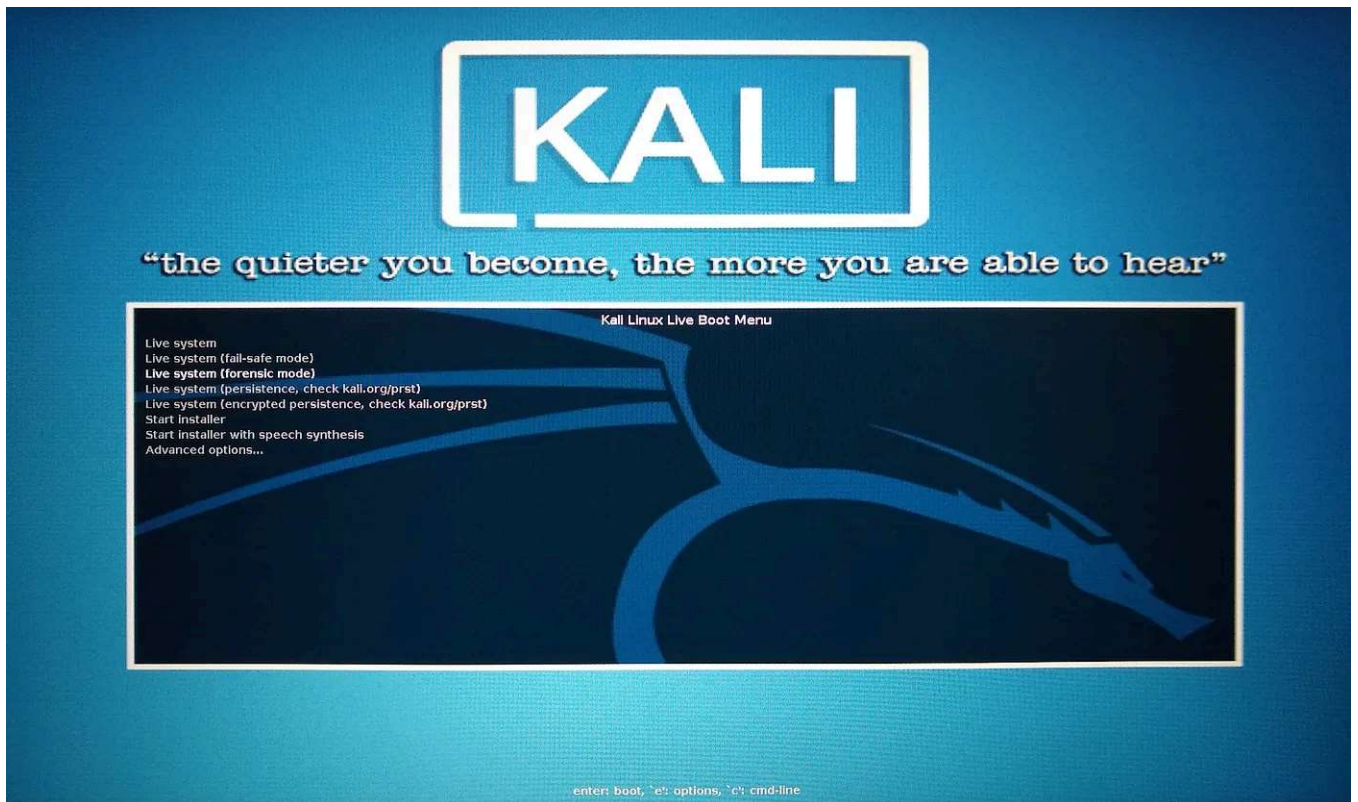 KALI
“the quieter you become, the more you are able to hear”
Kali Linux Live Boot Menu
Live system
Live system (fail-safe mode)
Live system (forensic mode)
Live system (persistence, check kali.org/prst)
Live system (encrypted persistence, check kali.org/prst)
Start installer
Start installer with speech synthesis
Advanced options...
enter: boot, `e': options, `c': cmd-line